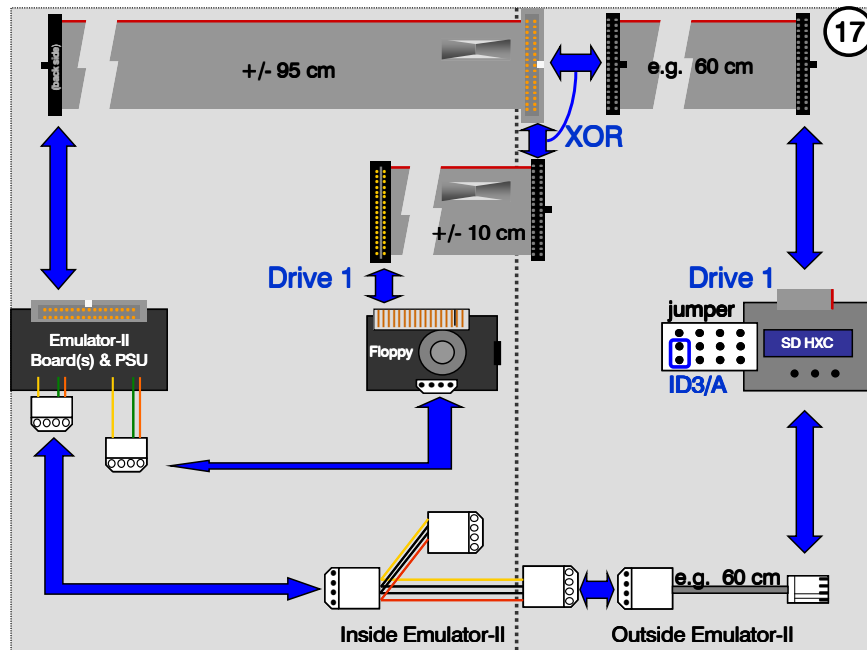 17
(back side)
+/- 95 cm
e.g. 60 cm
XOR
+/- 10 cm
Drive 1
Drive 1
jumper
Emulator-II
Board(s) & PSU
Floppy
SD HXC
ID3/A
e.g. 60 cm
Inside Emulator-II
Outside Emulator-II